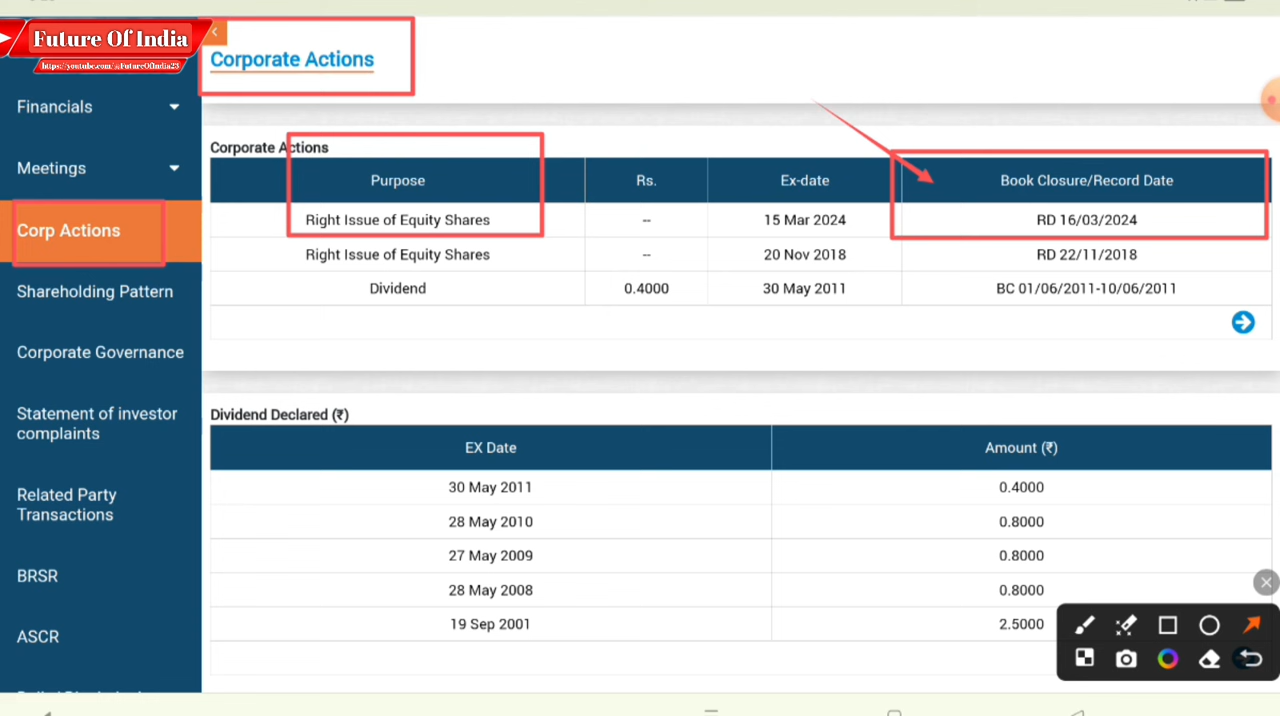 Future Of India
https://youtube.com/@FutureOfIndia23
Corporate Actions
Financials
Meetings
Corp Actions
Shareholding Pattern
Corporate Governance
Statement of investor
complaints
Related Party
Transactions
BRSR
ASCR
Corporate Actions
Purpose Rs. Ex-date Book Closure/Record Date
Right Issue of Equity Shares -- 15 Mar 2024 RD 16/03/2024
Right Issue of Equity Shares -- 20 Nov 2018 RD 22/11/2018
Dividend 0.4000 30 May 2011 BC 01/06/2011-10/06/2011
Dividend Declared (₹)
EX Date Amount (₹)
30 May 2011 0.4000
28 May 2010 0.8000
27 May 2009 0.8000
28 May 2008 0.8000
19 Sep 2001 2.5000